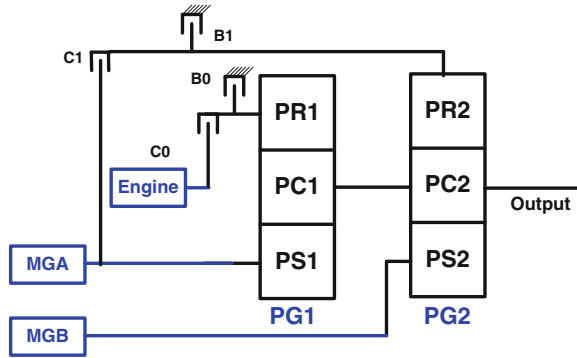 B1
C1
B0
PR1
PR2
C0
Engine
PC1
PC2
Output
MGA
PS1
PS2
PG1
PG2
MGB